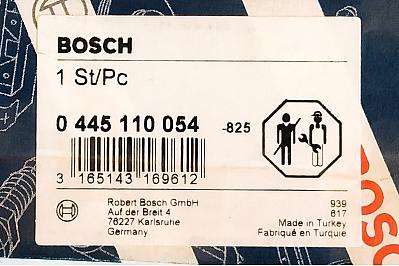 BOSCH
1 St/Pc
0 445 110 054 -825
3 165143 169612
Robert Bosch GmbH
Auf der Breit 4
76227 Karlsruhe
Germany
939
617
Made in Turkey
Fabriqué en Turquie
BOSCH